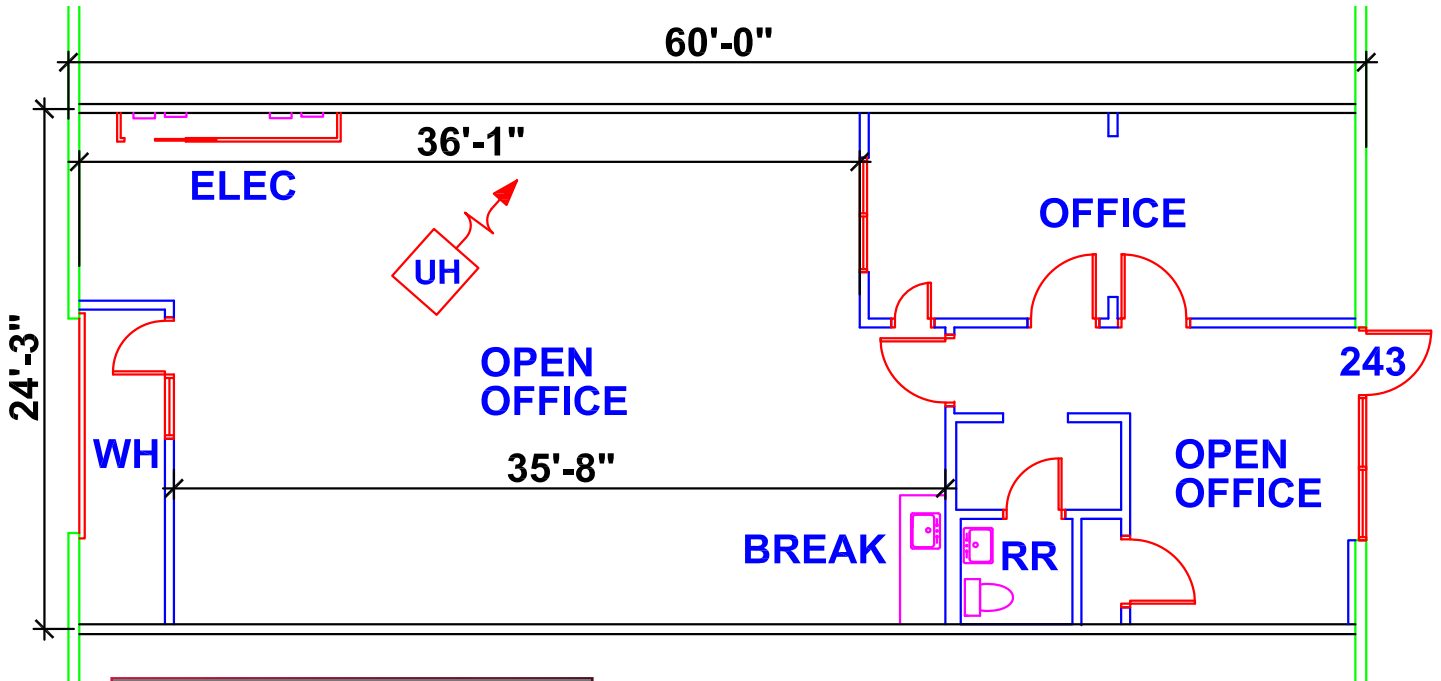 60'-0"
36'-1"
ELEC
OFFICE
UH
24'-3"
OPEN
OFFICE
243
WH
35'-8"
OPEN
OFFICE
BREAK
RR